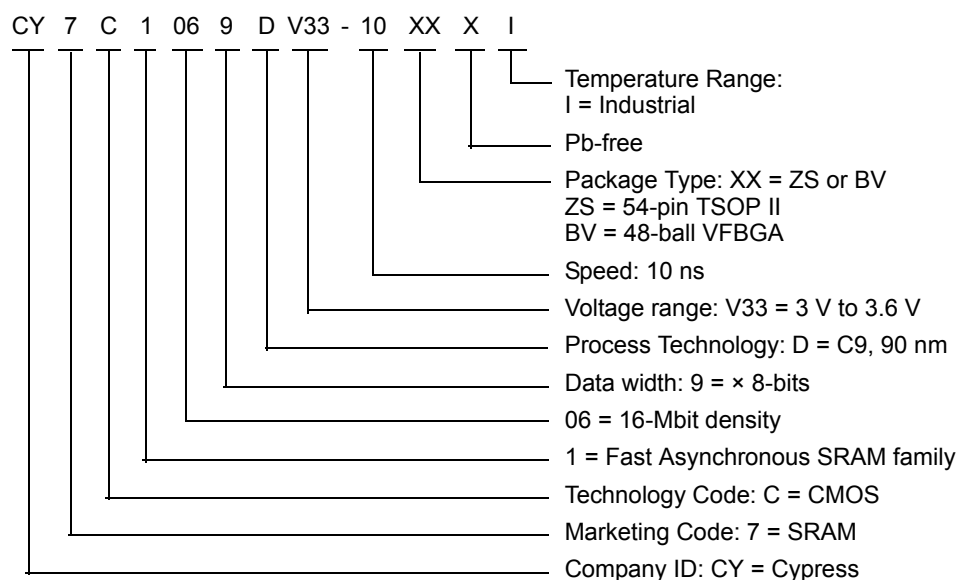 CY 7 C 1 06 9 D V33 - 10 XX X I
Temperature Range:
I = Industrial
Pb-free
Package Type: XX = ZS or BV
ZS = 54-pin TSOP II
BV = 48-ball VFBGA
Speed: 10 ns
Voltage range: V33 = 3 V to 3.6 V
Process Technology: D = C9, 90 nm
Data width: 9 = × 8-bits
06 = 16-Mbit density
1 = Fast Asynchronous SRAM family
Technology Code: C = CMOS
Marketing Code: 7 = SRAM
Company ID: CY = Cypress